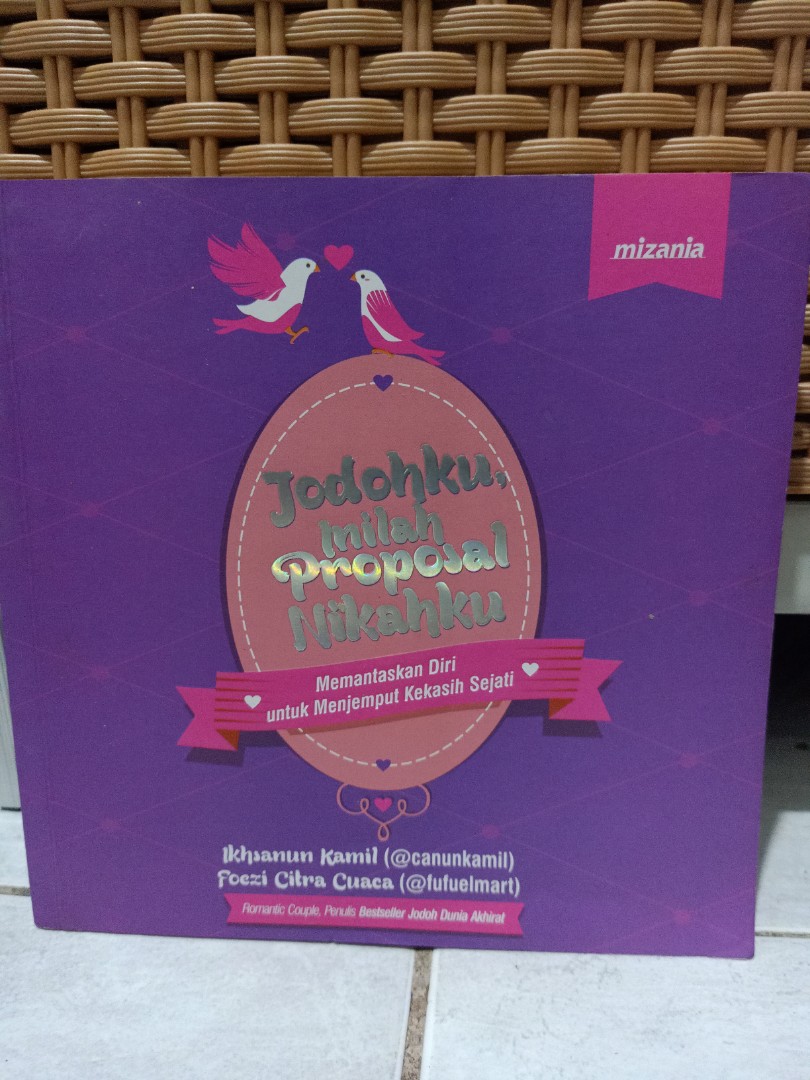 mizania
Jodohku,
Inilah
Proposal
Nikahku
Memantaskan Diri
untuk Menjemput Kekasih Sejati
Ikhsanun Kamil (@canunkamil)
Foezi Citra Cuaca (@fufuelmart)
Romantic Couple, Penulis Bestseller Jodoh Dunia Akhirat